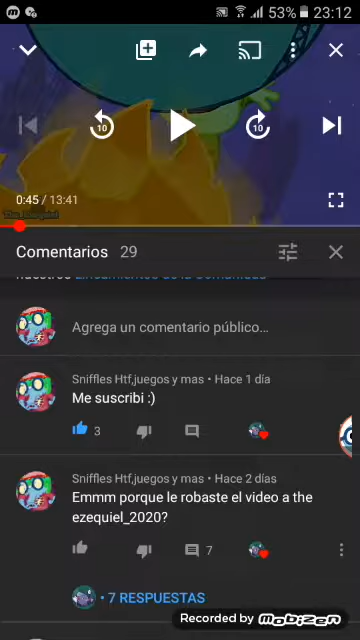 53% 23:12
10
10
0:45 / 13:41
Comentarios 29
Agrega un comentario público...
Sniffles Htf,juegos y mas • Hace 1 día
Me suscribi :)
3
Sniffles Htf,juegos y mas • Hace 2 días
Emmm porque le robaste el video a the
ezequiel_2020?
7
• 7 RESPUESTAS
Recorded by mobizen